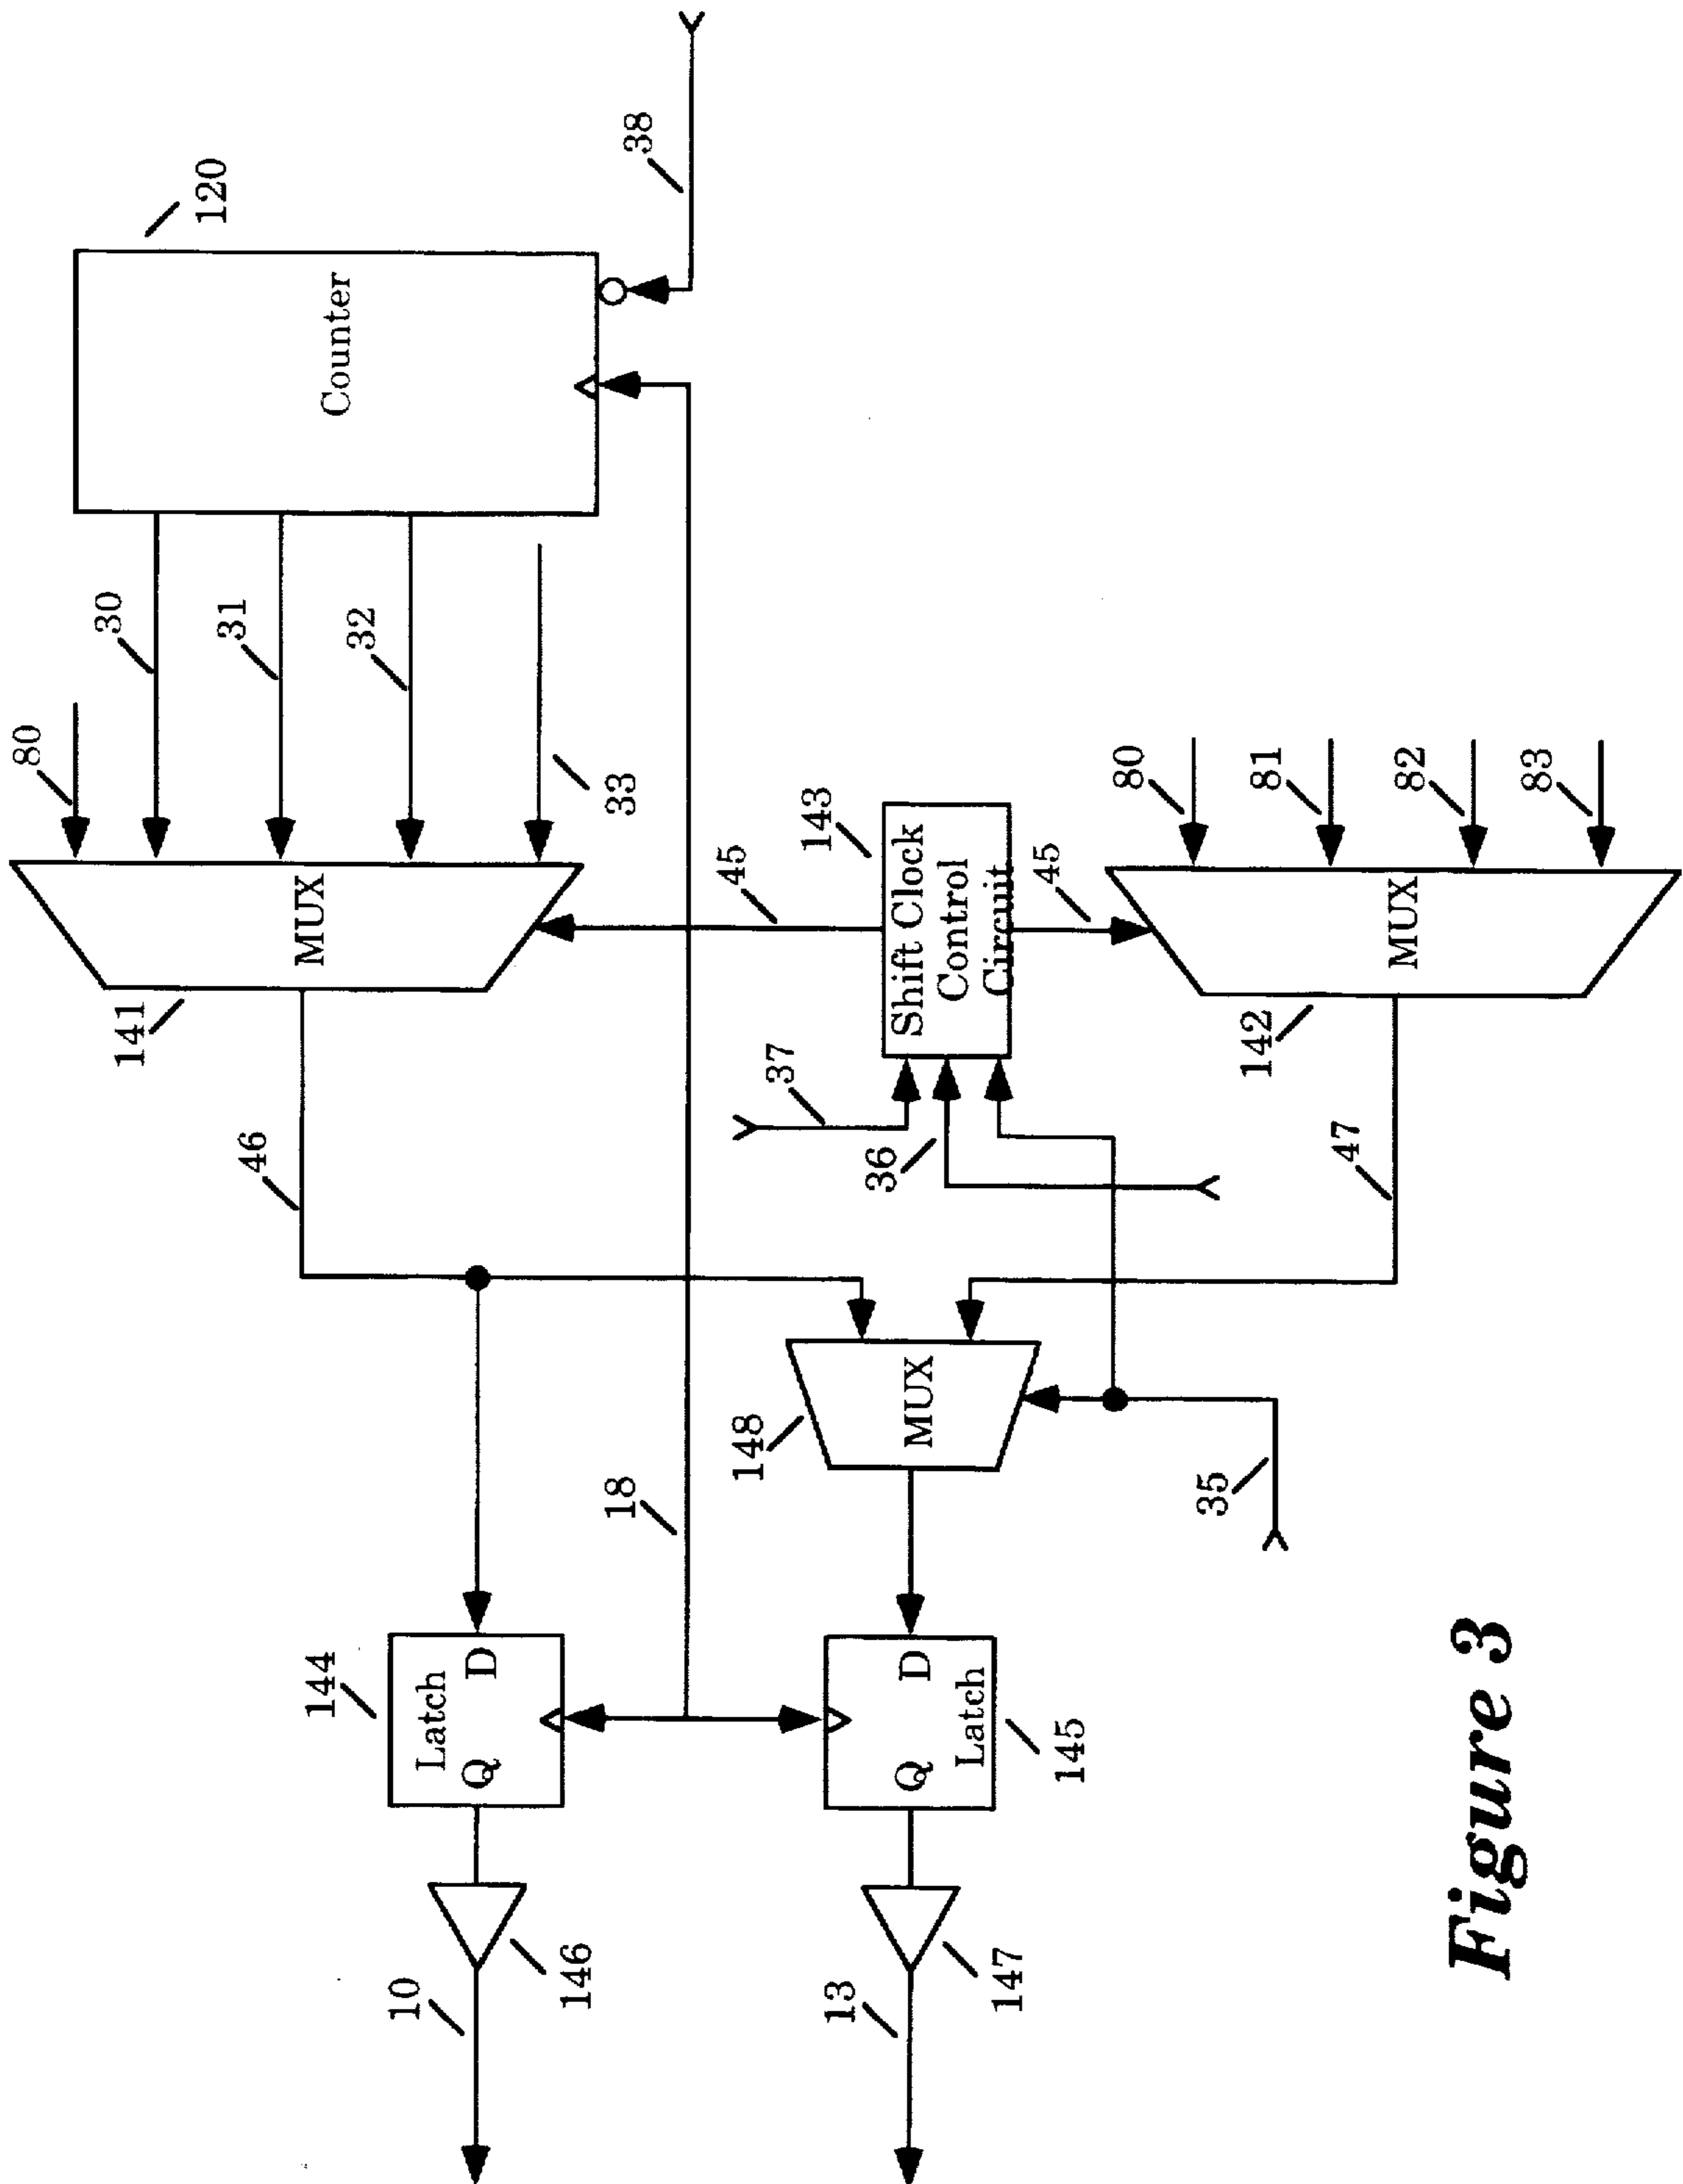 38
120
Counter
30
31
32
80
33
MUX
141
45
143
Shift Clock
Control
Circuit
45
80
81
82
83
MUX
142
37
36
46
47
MUX
148
18
35
144
Latch
D
Q
D
Q
Latch
145
146
147
10
13
Figure 3